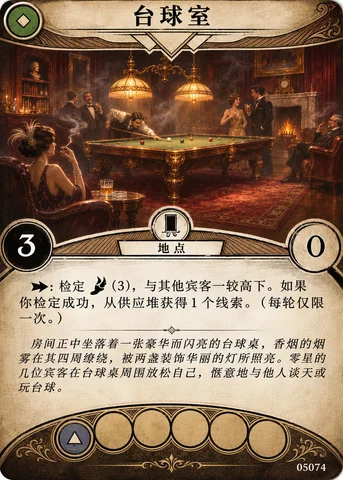 台球室
3
地点
0
: 检定 (3)，与其他宾客一较高下。如果
你检定成功，从供应堆获得 1 个线索。（每轮仅限
一次。）
房间正中坐落着一张豪华而闪亮的台球桌，香烟的烟
雾在其四周缭绕，被两盏装饰华丽的灯所照亮。零星的
几位宾客在台球桌周围放松自己，惬意地与他人谈天或
玩台球。
05074